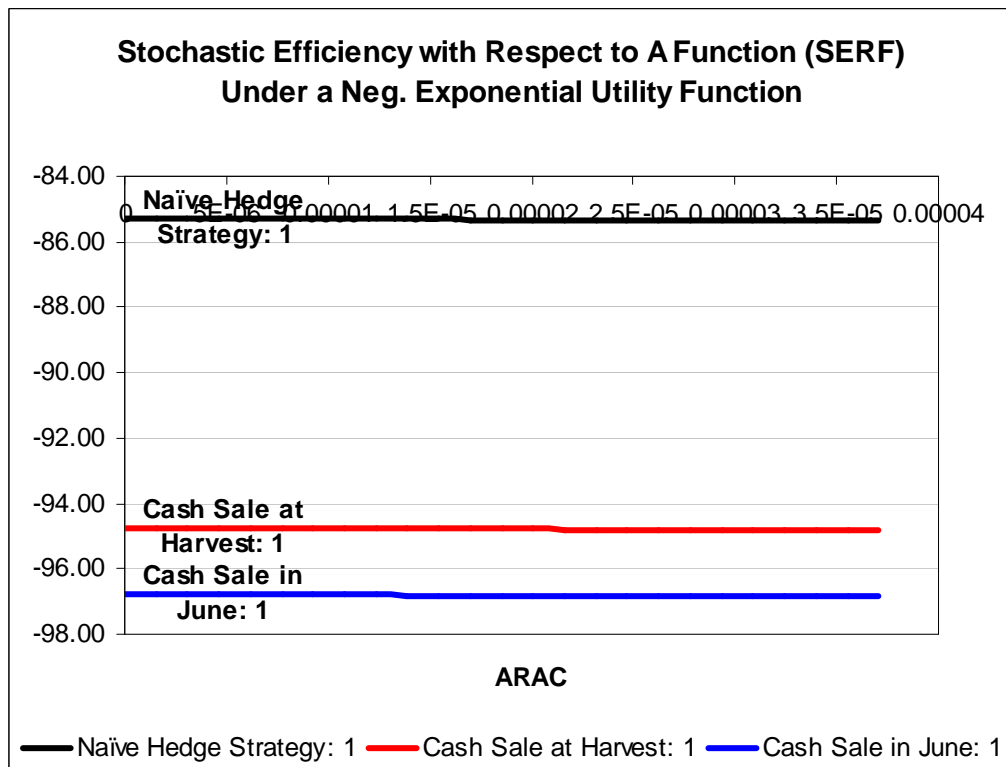 Stochastic Efficiency with Respect to A Function (SERF)
Under a Neg. Exponential Utility Function
-84.00
-86.00
-88.00
-90.00
-92.00
-94.00
-96.00
-98.00
0 5E-06 0.00001 1.5E-05 0.00002 2.5E-05 0.00003 3.5E-05 0.00004
Naïve Hedge
Strategy: 1
Cash Sale at
Harvest: 1
Cash Sale in
June: 1
ARAC
Naïve Hedge Strategy: 1 Cash Sale at Harvest: 1 Cash Sale in June: 1